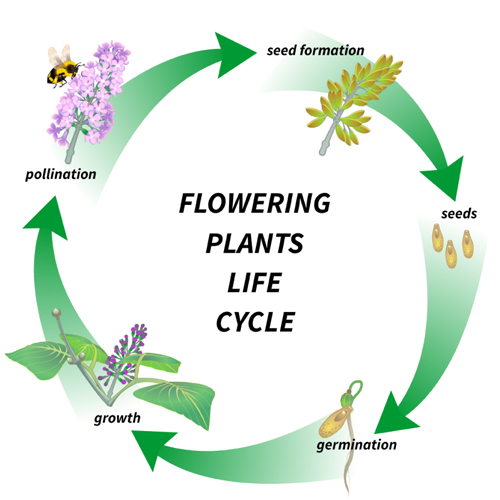 FLOWERING
PLANTS
LIFE
CYCLE
seed formation
seeds
germination
growth
pollination